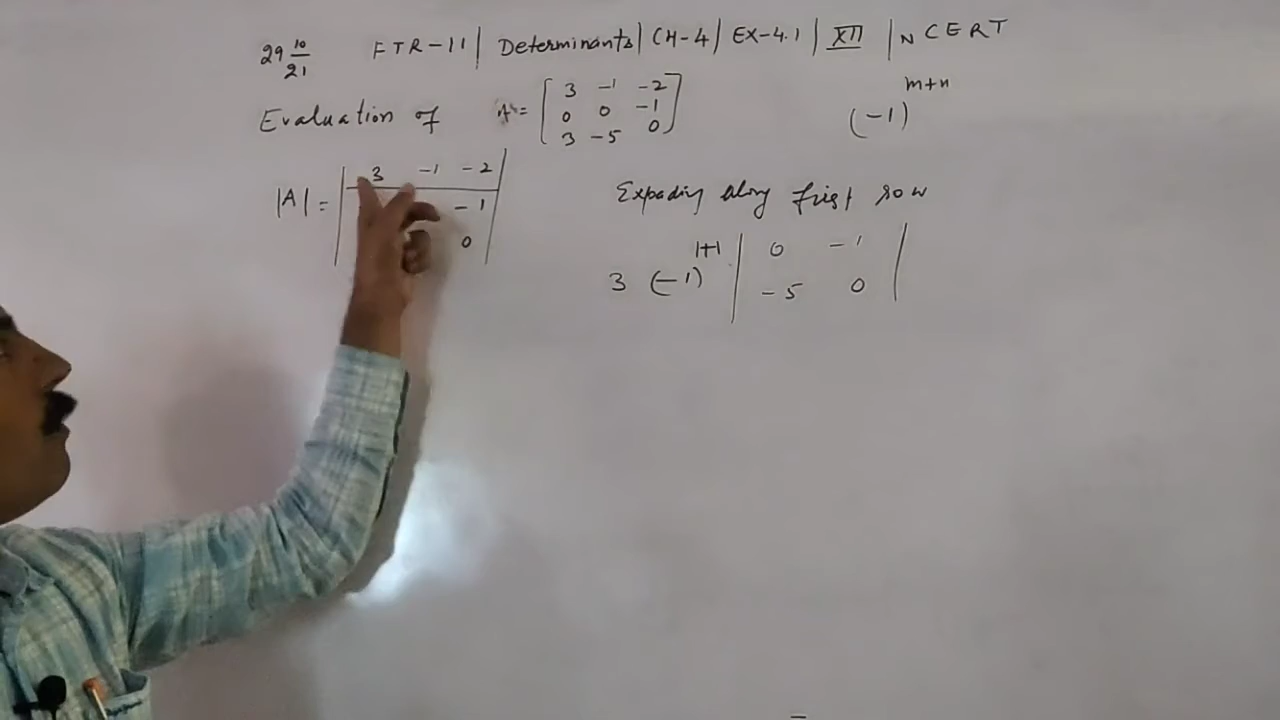 29 10/21 FTR-11 | Determinants | CH-4 | EX-4.1 | XII | NCERT
Evaluation of A = [ 3 -1 -2
0 0 -1
3 -5 0 ]
(-1)^{m+n}
|A| = | 3 -1 -2
-1
0 |
Expading along first row
3 (-1)^{1+1} | 0 -1
-5 0 |